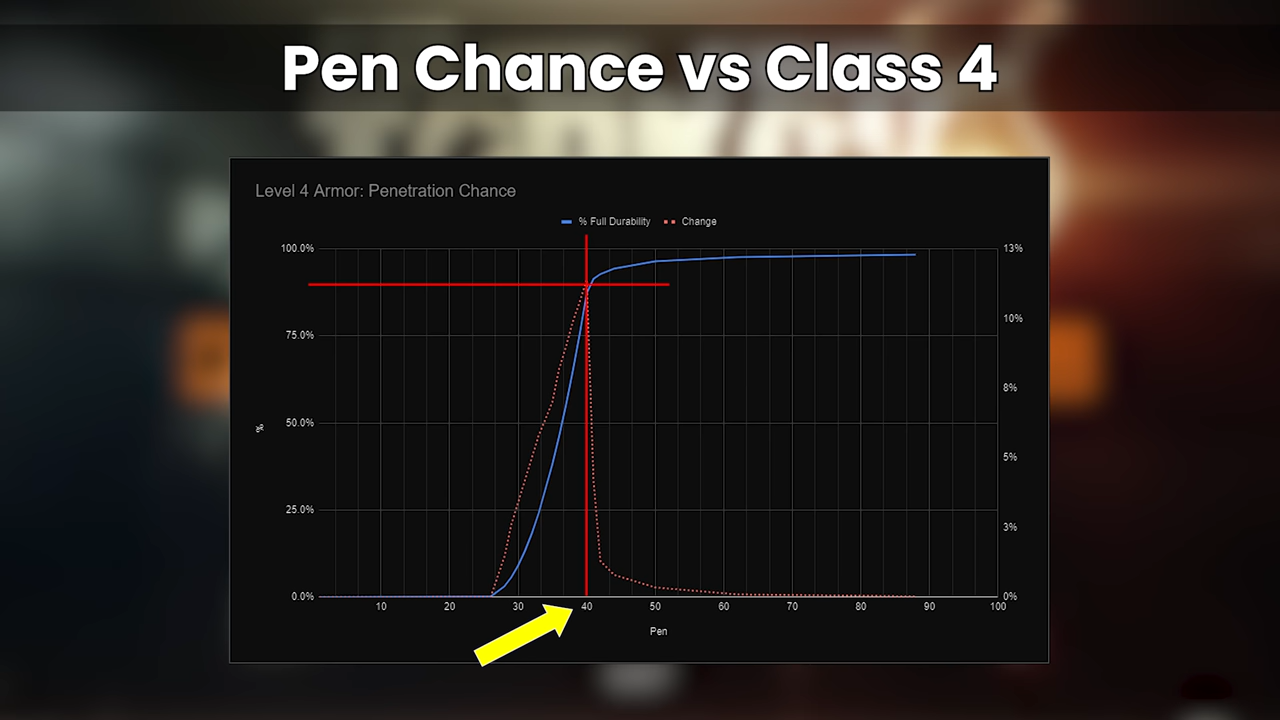 Pen Chance vs Class 4
Level 4 Armor: Penetration Chance
% Full Durability Change
100.0% 13%
75.0% 10%
50.0% 8%
25.0% 5%
0.0% 3%
0%
%
10 20 30 40 50 60 70 80 90 100
Pen